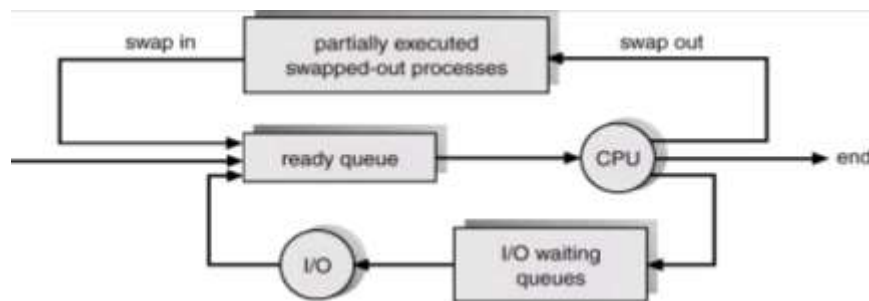 swap in
partially executed
swapped-out processes
swap out
ready queue
CPU
end
I/O
I/O waiting
queues